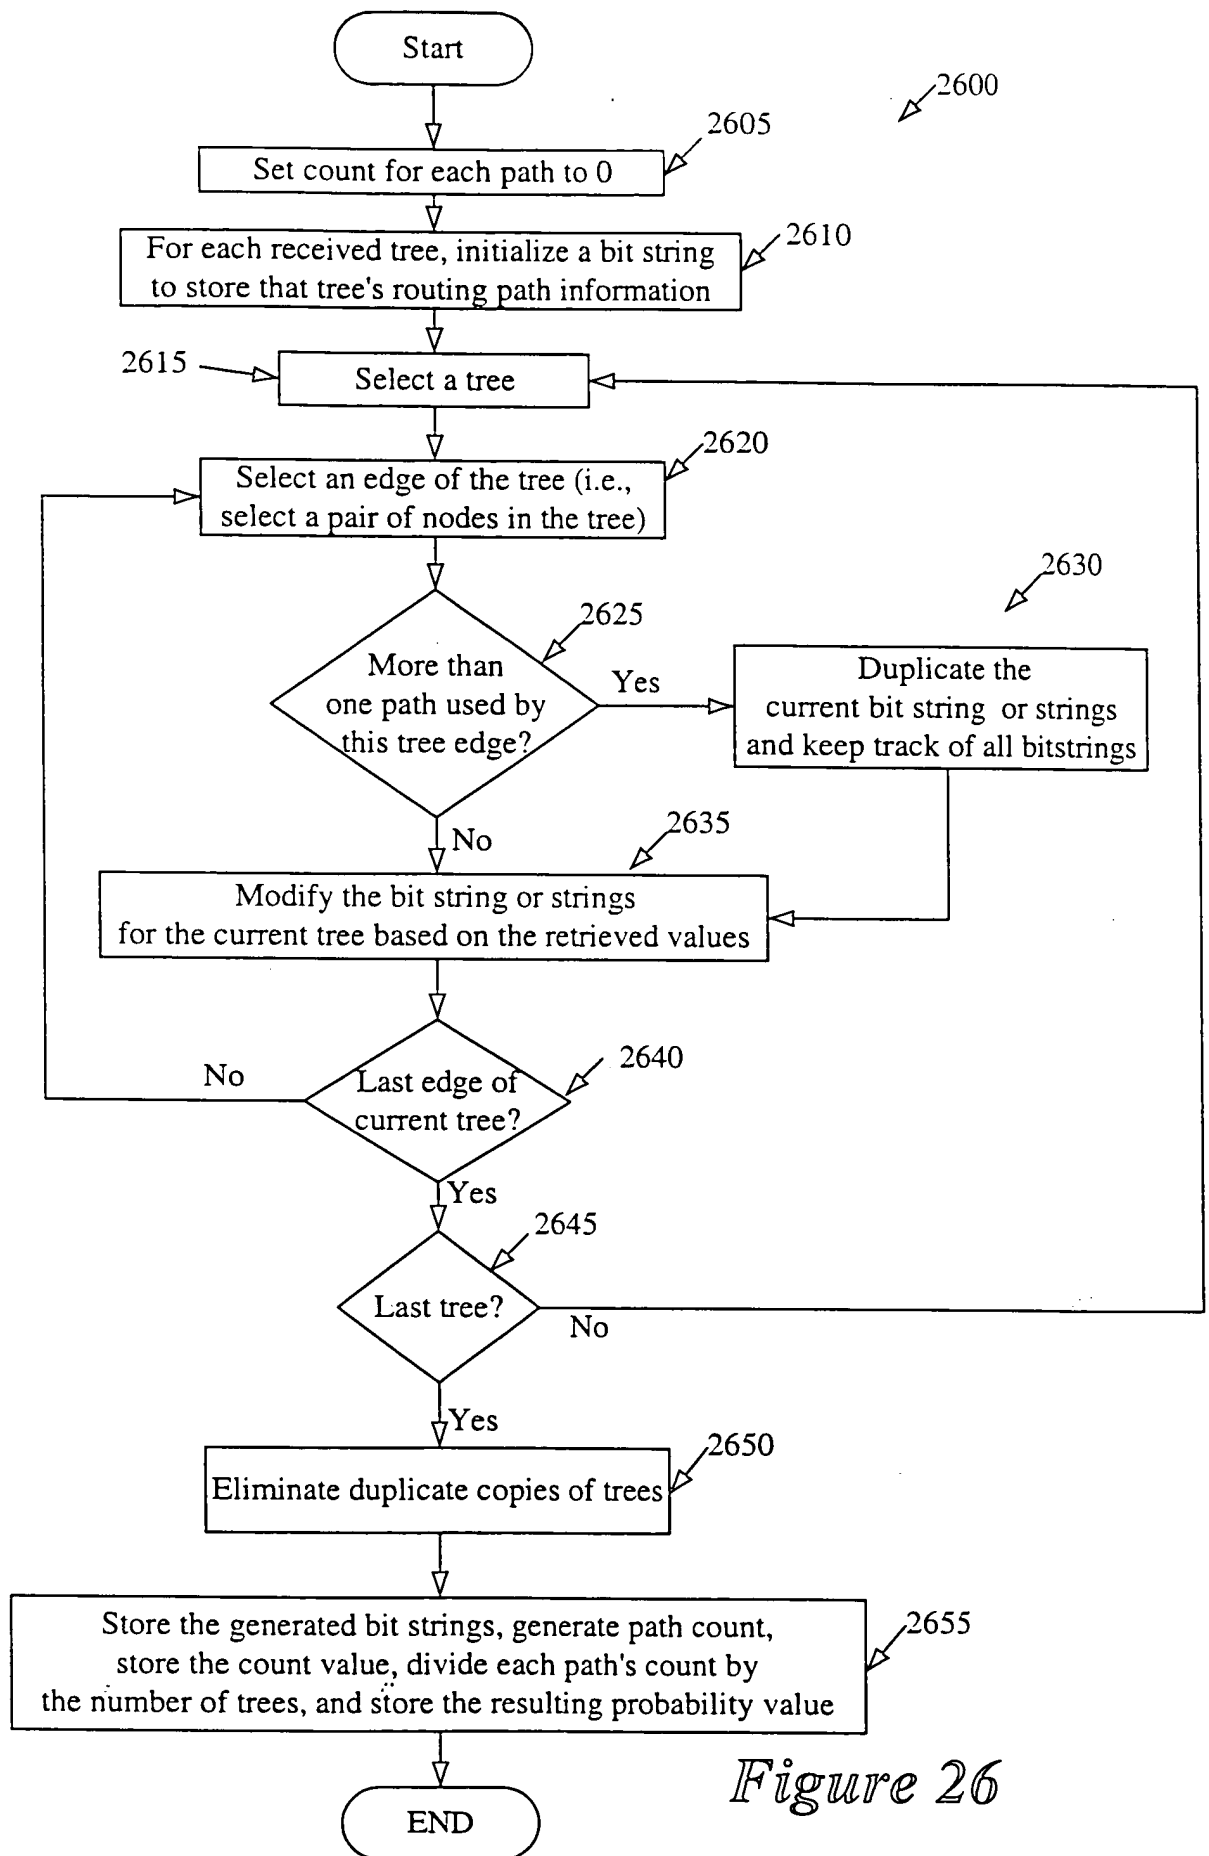 Start
2600
2605
Set count for each path to 0
2610
For each received tree, initialize a bit string
to store that tree's routing path information
2615
Select a tree
2620
Select an edge of the tree (i.e.,
select a pair of nodes in the tree)
2625
2630
More than
one path used by
this tree edge?
Yes
Duplicate the
current bit string or strings
and keep track of all bitstrings
No
2635
Modify the bit string or strings
for the current tree based on the retrieved values
2640
No
Last edge of
current tree?
Yes
2645
Last tree?
No
Yes
2650
Eliminate duplicate copies of trees
2655
Store the generated bit strings, generate path count,
store the count value, divide each path's count by
the number of trees, and store the resulting probability value
Figure 26
END